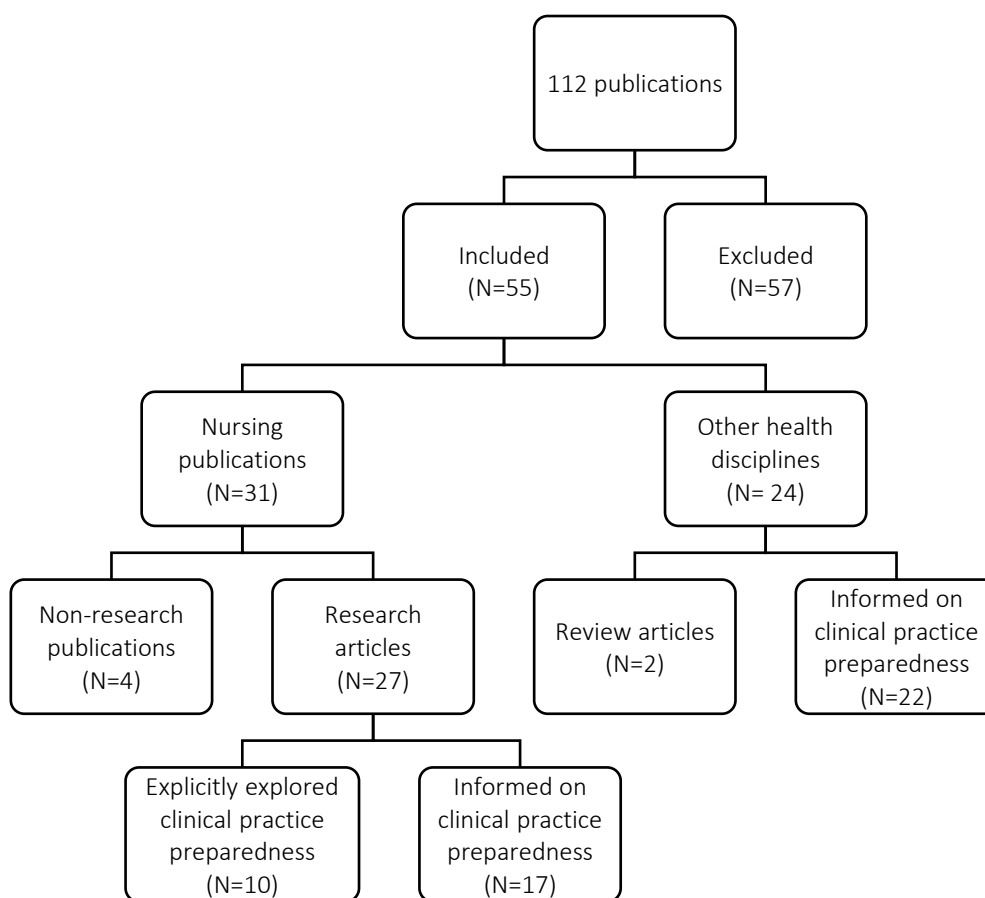 112 publications
Included
(N=55)
Excluded
(N=57)
Nursing
publications
(N=31)
Other health
disciplines
(N= 24)
Non-research
publications
(N=4)
Research
articles
(N=27)
Review articles
(N=2)
Informed on
clinical practice
preparedness
(N=22)
Explicitly explored
clinical practice
preparedness
(N=10)
Informed on
clinical practice
preparedness
(N=17)